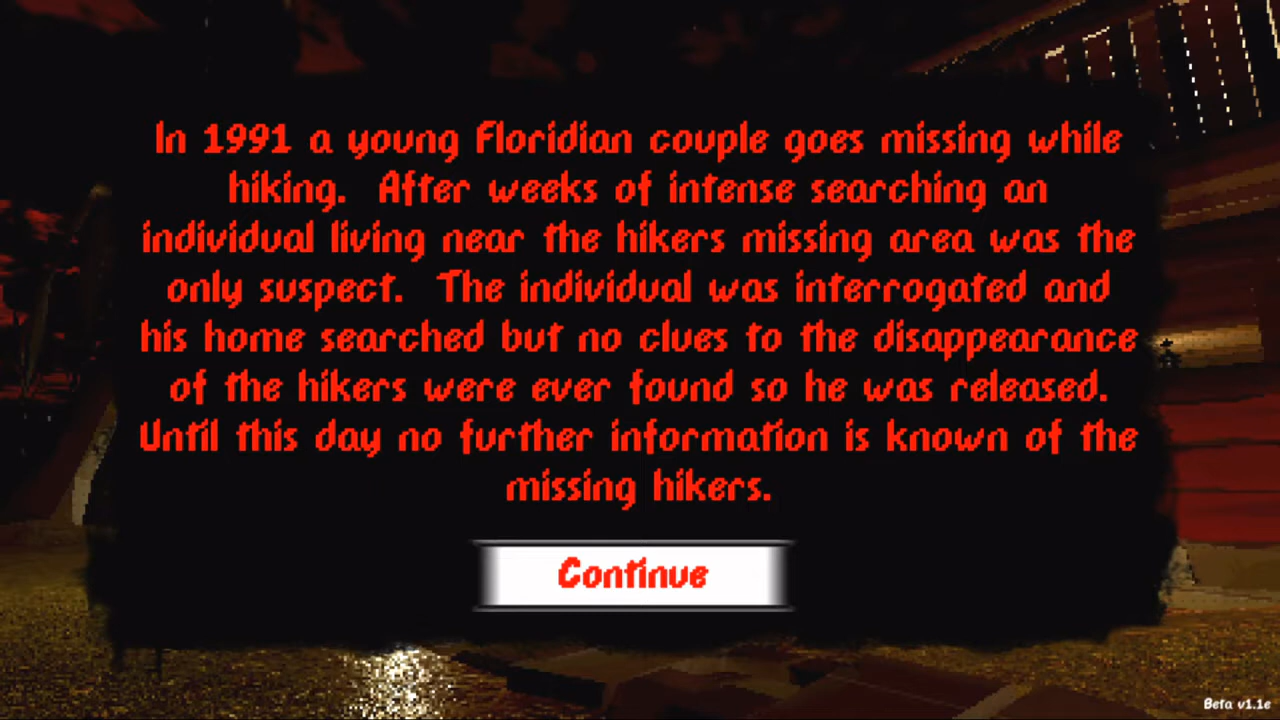 In 1991 a young Floridian couple goes missing while
hiking.  After weeks of intense searching an
individual living near the hikers missing area was the
only suspect.  The individual was interrogated and
his home searched but no clues to the disappearance
of the hikers were ever found so he was released.
Until this day no further information is known of the
missing hikers.
Continue
Beta v1.1e